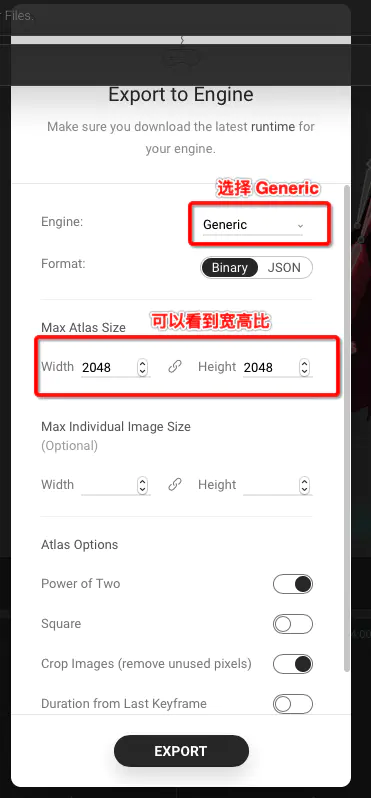 r Files.
Export to Engine
Make sure you download the latest runtime for
your engine.
选择 Generic
Engine:
Generic
Format:
Binary JSON
可以看到宽高比
Max Atlas Size
Width 2048 Height 2048
Max Individual Image Size
(Optional)
Width Height
Atlas Options
Power of Two
Square
Crop Images (remove unused pixels)
Duration from Last Keyframe
EXPORT